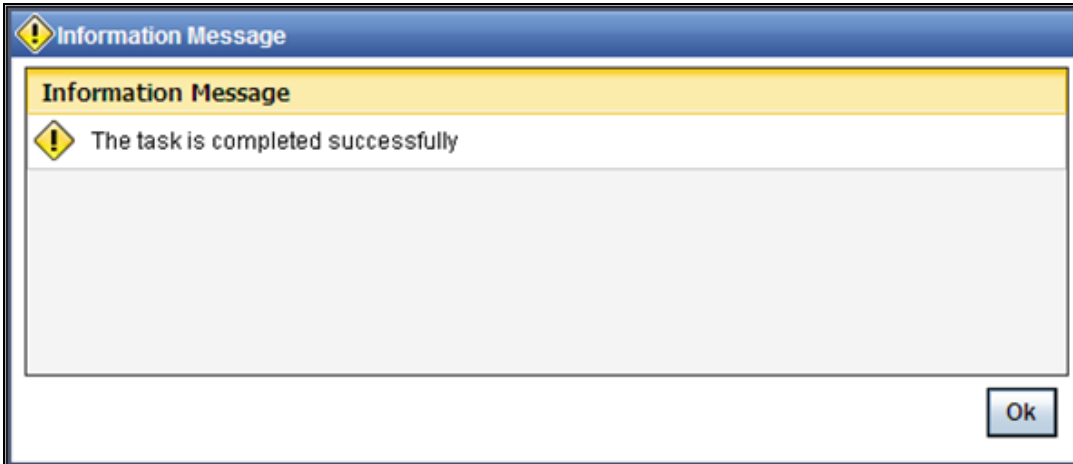 Information Message
Information Message
The task is completed successfully
Ok